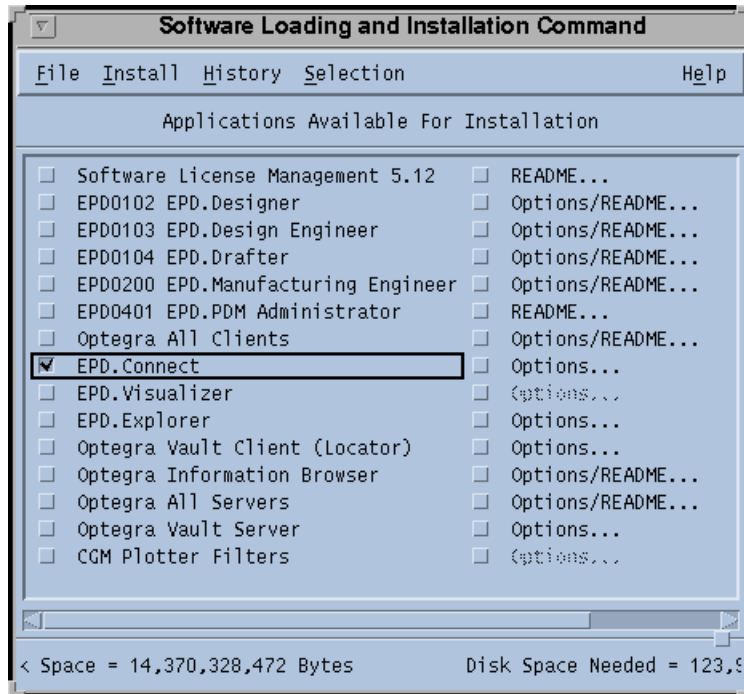 Software Loading and Installation Command
File Install History Selection Help
Applications Available For Installation
Software License Management 5.12 README...
EPD0102 EPD.Designer Options/README...
EPD0103 EPD.Design Engineer Options/README...
EPD0104 EPD.Drafter Options/README...
EPD0200 EPD.Manufacturing Engineer Options/README...
EPD0401 EPD.PDM Administrator README...
Optegra All Clients Options/README...
EPD.Connect Options...
EPD.Visualizer Options...
EPD.Explorer Options...
Optegra Vault Client (Locator) Options...
Optegra Information Browser Options/README...
Optegra All Servers Options/README...
Optegra Vault Server Options...
CGM Plotter Filters Options...
< Space = 14,370,328,472 Bytes Disk Space Needed = 123,